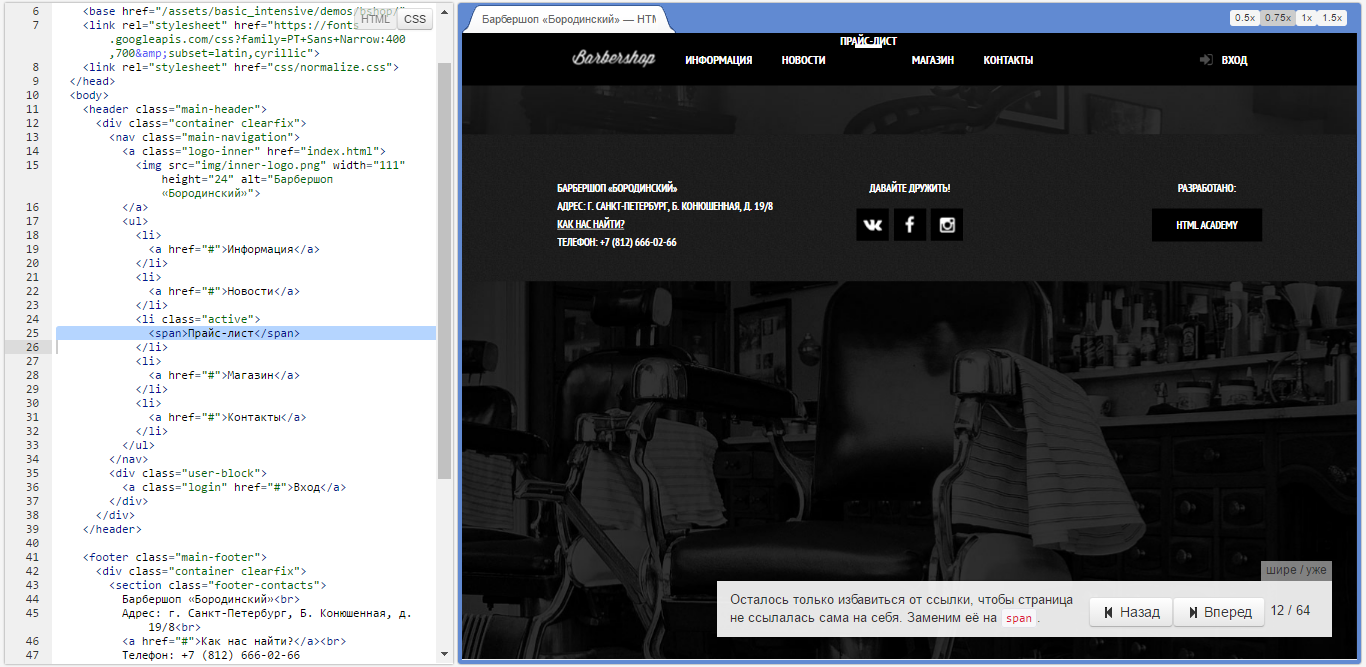 6 <base href="/assets/basic_intensive/demos/bshop/"
7 <link rel="stylesheet" href="https://fonts
.googleapis.com/css?family=PT+Sans+Narrow:400
,700&amp;subset=latin,cyrillic">
8 <link rel="stylesheet" href="css/normalize.css">
9 </head>
10 <body>
11 <header class="main-header">
12 <div class="container clearfix">
13 <nav class="main-navigation">
14 <a class="logo-inner" href="index.html">
15 <img src="img/inner-logo.png" width="111"
height="24" alt="Барбершоп
«Бородинский»">
16 </a>
17 <ul>
18 <li>
19 <a href="#">Информация</a>
20 </li>
21 <li>
22 <a href="#">Новости</a>
23 </li>
24 <li class="active">
25 <span>Прайс-лист</span>
26 </li>
27 <li>
28 <a href="#">Магазин</a>
29 </li>
30 <li>
31 <a href="#">Контакты</a>
32 </li>
33 </ul>
34 </nav>
35 <div class="user-block">
36 <a class="login" href="#">Вход</a>
37 </div>
38 </div>
39 </header>
40
41 <footer class="main-footer">
42 <div class="container clearfix">
43 <section class="footer-contacts">
44 Барбершоп «Бородинский»<br>
45 Адрес: г. Санкт-Петербург, Б. Конюшенная, д.
19/8<br>
46 <a href="#">Как нас найти?</a><br>
47 Телефон: +7 (812) 666-02-66
HTML CSS
Барбершоп «Бородинский» — HTM
0.5x 0.75x 1x 1.5x
Barbershop ИНФОРМАЦИЯ НОВОСТИ ПРАЙС-ЛИСТ МАГАЗИН КОНТАКТЫ ВХОД
БАРБЕРШОП «БОРОДИНСКИЙ»
АДРЕС: Г. САНКТ-ПЕТЕРБУРГ, Б. КОНЮШЕННАЯ, Д. 19/8
КАК НАС НАЙТИ?
ТЕЛЕФОН: +7 (812) 666-02-66
ДАВАЙТЕ ДРУЖИТЬ!
РАЗРАБОТАНО:
HTML ACADEMY
шире / уже
Осталось только избавиться от ссылки, чтобы страница
не ссылалась сама на себя. Заменим её на span .
Назад Вперед 12 / 64